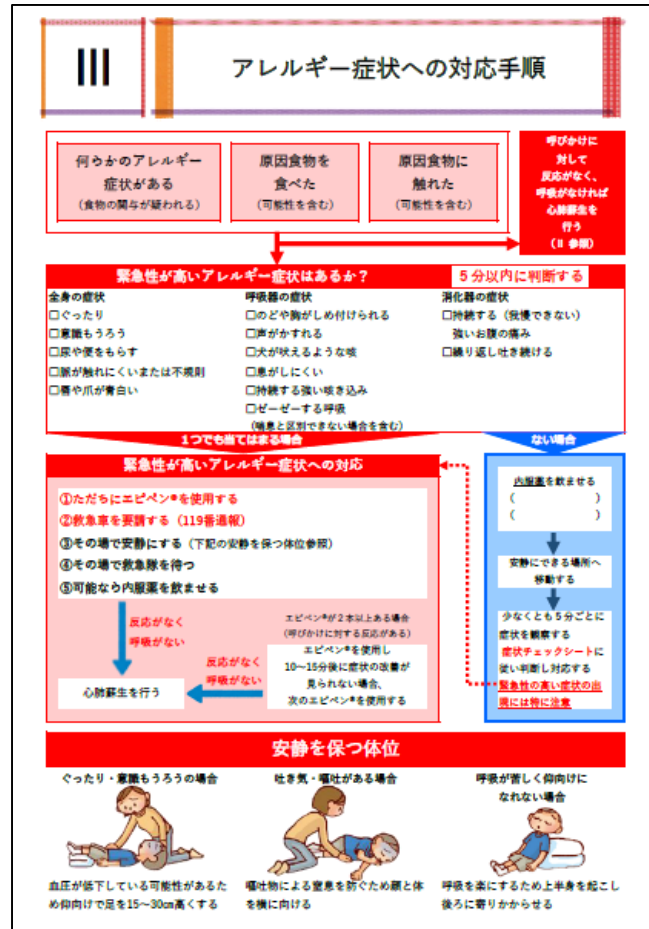 III
アレルギー症状への対応手順
何らかのアレルギー
症状がある
(食物の関与が疑われる)
原因食物を
食べた
(可能性を含む)
原因食物に
触れた
(可能性を含む)
呼びかけに
対して
反応がなく、
呼吸がなければ
心肺蘇生を
行う
(Ⅱ 参照)
緊急性が高いアレルギー症状はあるか?
5分以内に判断する
全身の症状
□ぐったり
□意識もうろう
□尿や便をもらす
□脈が触れにくいまたは不規則
□唇や爪が青白い
呼吸器の症状
□のどや胸がしめ付けられる
□声がかすれる
□犬が吠えるような咳
□息がしにくい
□持続する強い咳き込み
□ゼーゼーする呼吸
(喘息と区別できない場合を含む)
消化器の症状
□持続する(我慢できない)
強いお腹の痛み
□繰り返し吐き続ける
1つでも当てはまる場合
ない場合
緊急性が高いアレルギー症状への対応
①ただちにエピペン®を使用する
②救急車を要請する(119番通報)
③その場で安静にする(下記の安静を保つ体位参照)
④その場で救急隊を待つ
⑤可能なら内服薬を飲ませる
反応がなく
呼吸がない
心肺蘇生を行う
反応がなく
呼吸がない
エピペン®が2本以上ある場合
(呼びかけに対する反応がある)
エピペン®を使用し
10~15分後に症状の改善が
見られない場合、
次のエピペン®を使用する
内服薬を飲ませる
( )
( )
安静にできる場所へ
移動する
少なくとも5分ごとに
症状を観察する
症状チェックシートに
従い判断し対応する
緊急性の高い症状の出
現には特に注意
安静を保つ体位
ぐったり・意識もうろうの場合
血圧が低下している可能性があるた
め仰向けで足を15~30㎝高くする
吐き気・嘔吐がある場合
嘔吐物による窒息を防ぐため顔と体
を横に向ける
呼吸が苦しく仰向けに
なれない場合
呼吸を楽にするため上半身を起こし
後ろに寄りかからせる